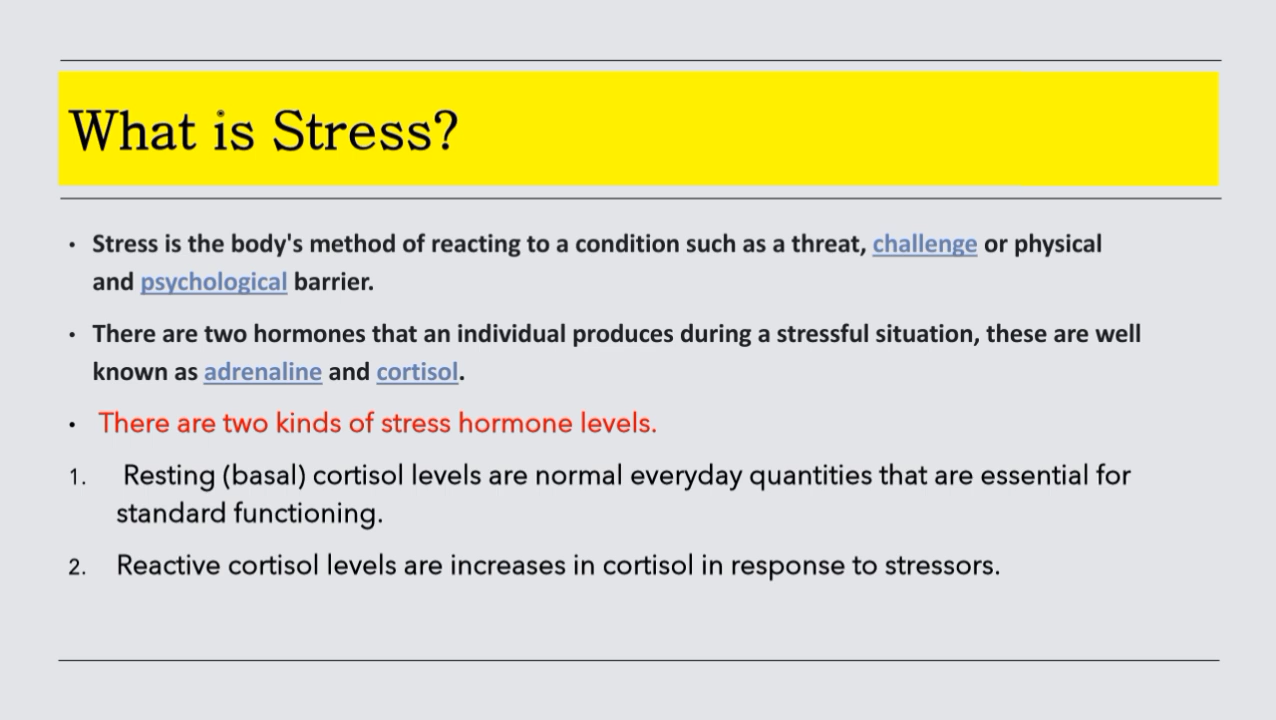 What is Stress?
• Stress is the body's method of reacting to a condition such as a threat, challenge or physical
and psychological barrier.
• There are two hormones that an individual produces during a stressful situation, these are well
known as adrenaline and cortisol.
• There are two kinds of stress hormone levels.
1. Resting (basal) cortisol levels are normal everyday quantities that are essential for
standard functioning.
2. Reactive cortisol levels are increases in cortisol in response to stressors.